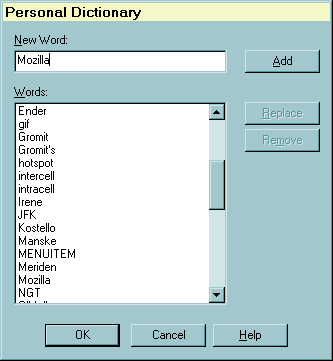 Personal Dictionary
New Word:
Mozilla
Add
Words:
Ender
gif
Gromit
Gromit's
hotspot
intercell
intracell
Irene
JFK
Kostello
Manske
MENUITEM
Meriden
Mozilla
NGT
Replace
Remove
OK
Cancel
Help